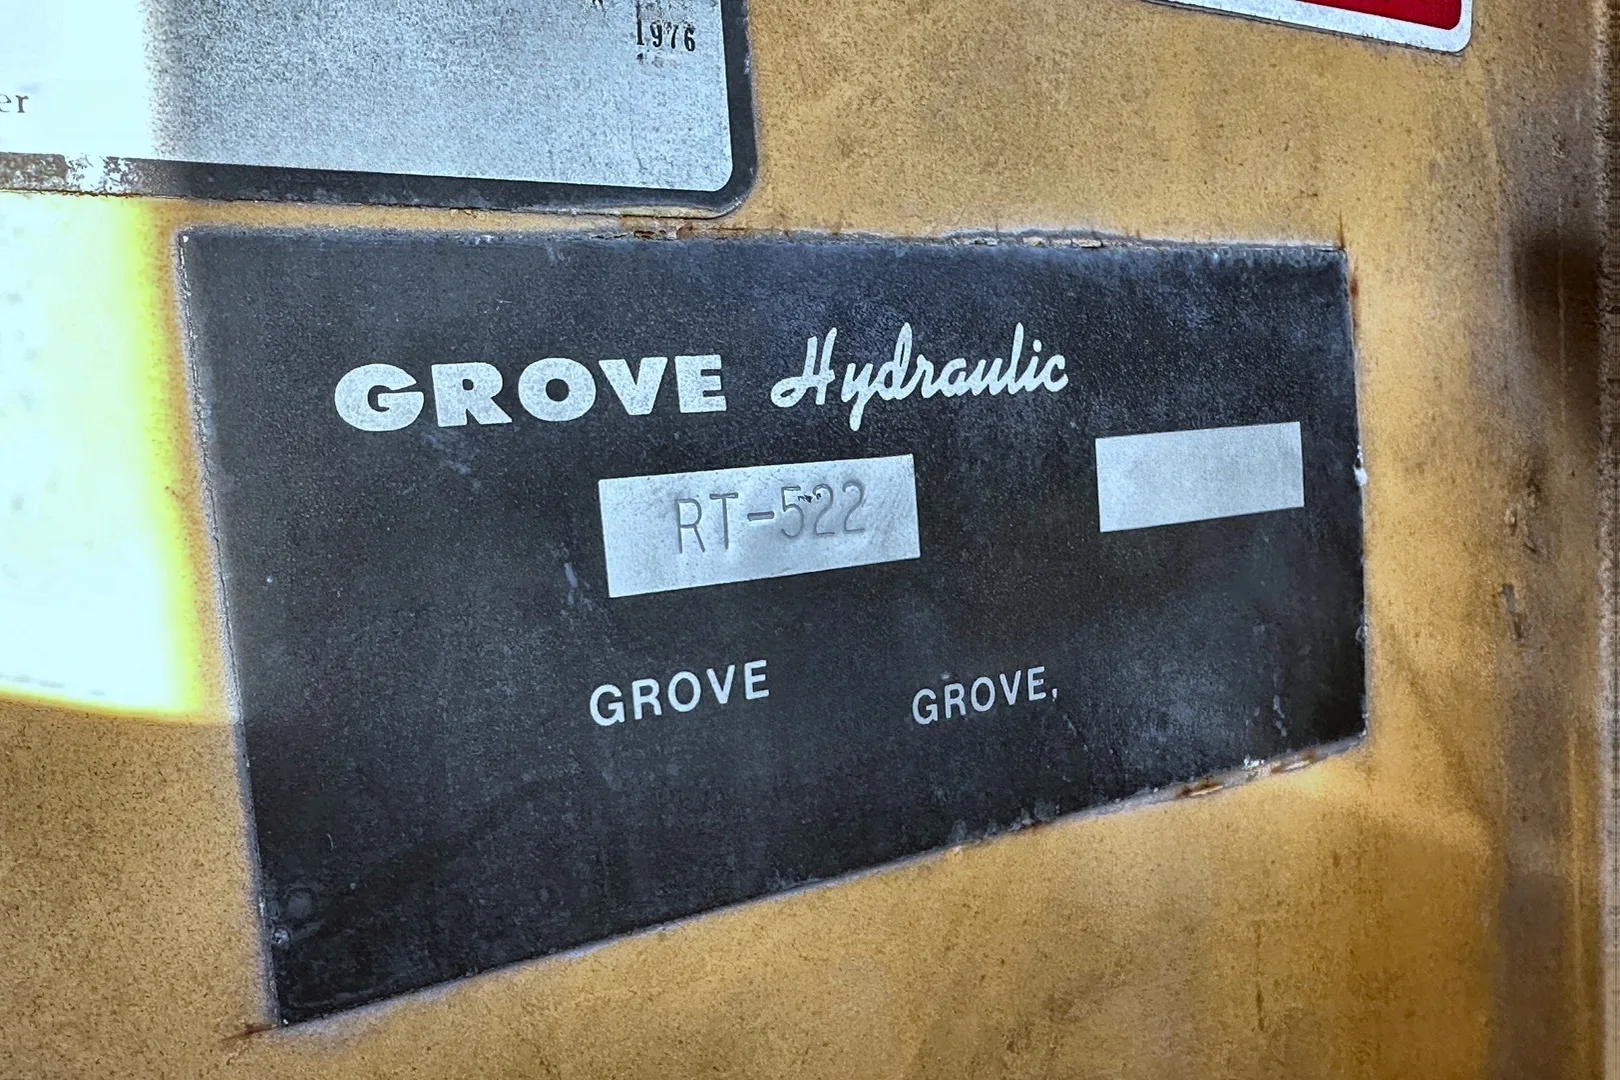 1976
er
GROVE Hydraulic
RT-522
GROVE GROVE,